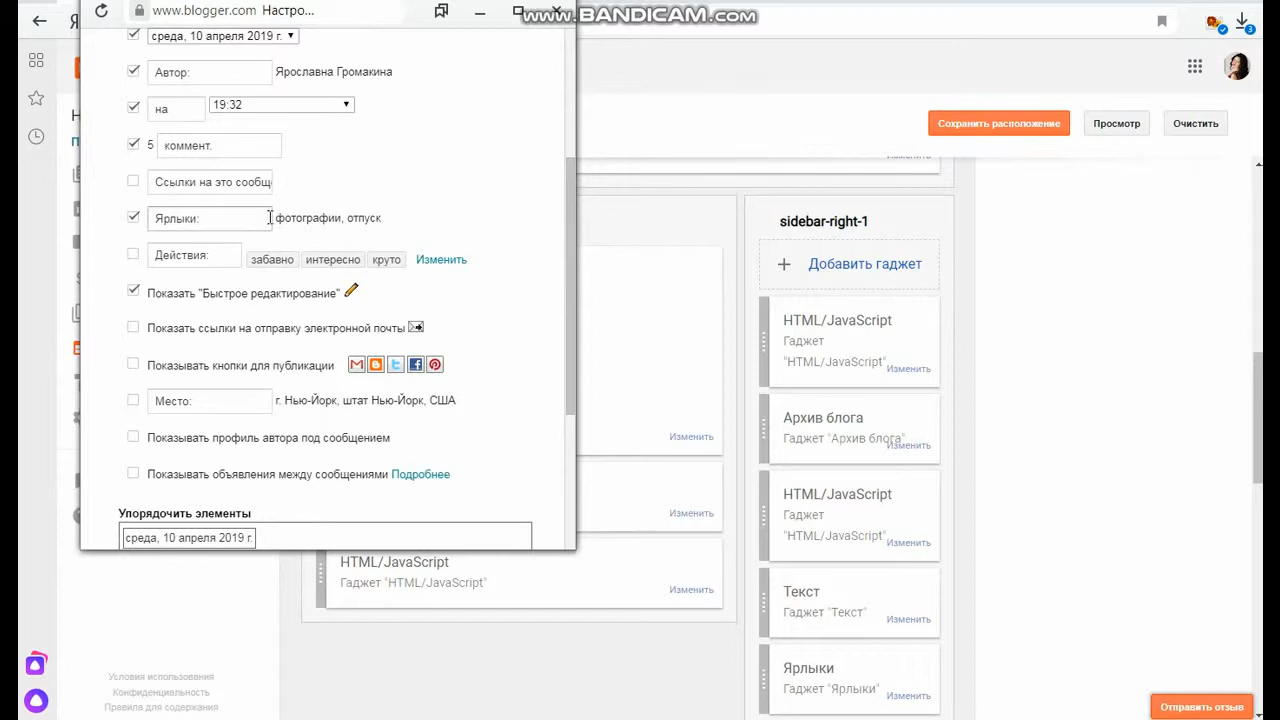 www.blogger.com Настро...
www.BANDICAM.com
3
среда, 10 апреля 2019 г.
Автор: Ярославна Громакина
на 19:32
5 коммент.
Ссылки на это сообщ
Ярлыки: фотографии, отпуск
Действия: забавно интересно круто Изменить
Показать "Быстрое редактирование"
Показать ссылки на отправку электронной почты
Показывать кнопки для публикации
Место: г. Нью-Йорк, штат Нью-Йорк, США
Показывать профиль автора под сообщением
Показывать объявления между сообщениями Подробнее
Упорядочить элементы
среда, 10 апреля 2019 г.
Сохранить расположение
Просмотр
Очистить
Изменить
Изменить
HTML/JavaScript
Гаджет "HTML/JavaScript"
Изменить
sidebar-right-1
Добавить гаджет
HTML/JavaScript
Гаджет
"HTML/JavaScript"
Изменить
Архив блога
Гаджет "Архив блога"
Изменить
HTML/JavaScript
Гаджет
"HTML/JavaScript"
Изменить
Текст
Гаджет "Текст"
Изменить
Ярлыки
Гаджет "Ярлыки"
Изменить
Условия использования
Конфиденциальность
Правила для содержания
Отправить отзыв